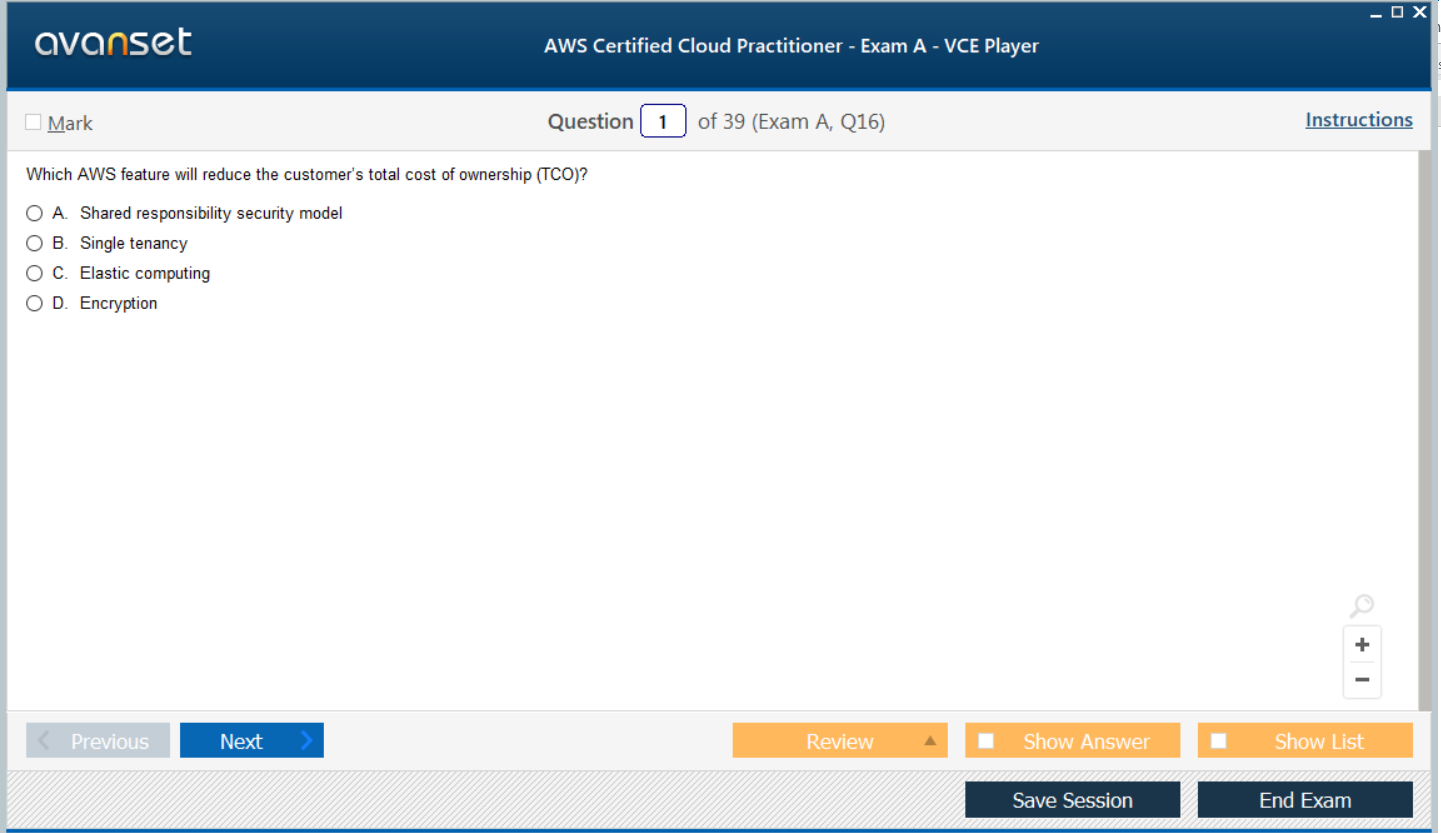 avanset
AWS Certified Cloud Practitioner - Exam A - VCE Player
Mark
Question 1 of 39 (Exam A, Q16)
Instructions
Which AWS feature will reduce the customer's total cost of ownership (TCO)?
A. Shared responsibility security model
B. Single tenancy
C. Elastic computing
D. Encryption
Previous
Next
Review
Show Answer
Show List
Save Session
End Exam